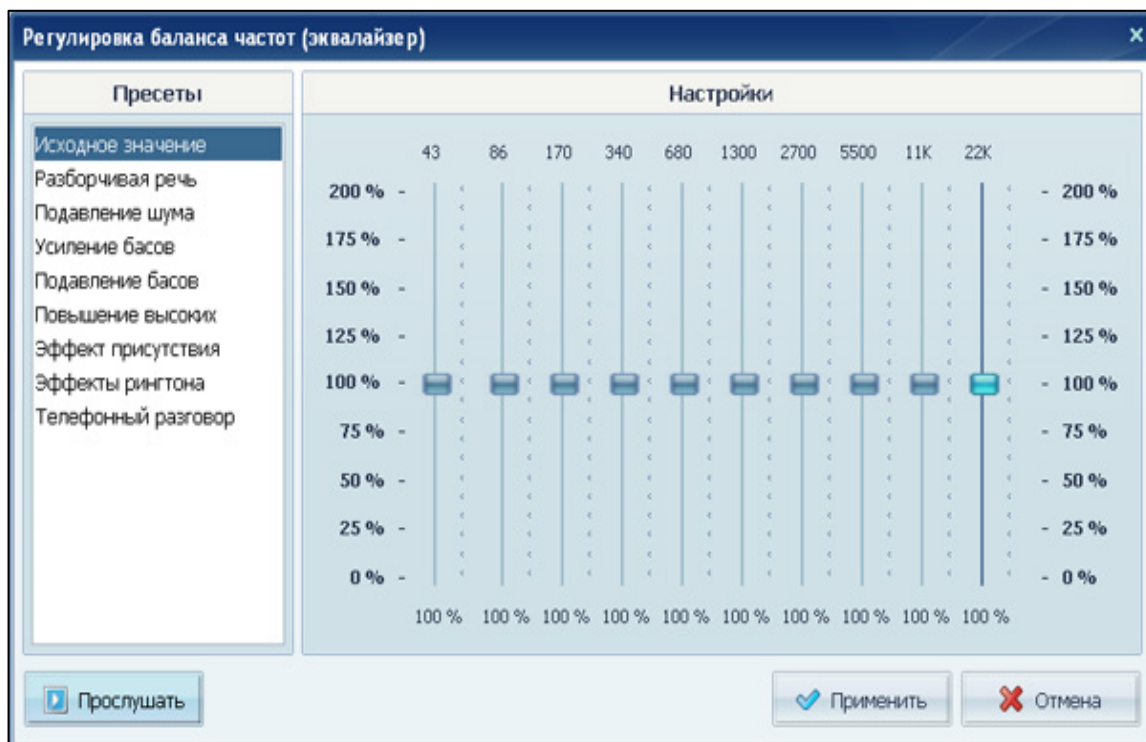 Регулировка баланса частот (эквалайзер)
Пресеты
Исходное значение
Разборчивая речь
Подавление шума
Усиление басов
Подавление басов
Повышение высоких
Эффект присутствия
Эффекты рингтона
Телефонный разговор
Настройки
43 86 170 340 680 1300 2700 5500 11K 22K
200 % - - 200 %
175 % - - 175 %
150 % - - 150 %
125 % - - 125 %
100 % - - 100 %
75 % - - 75 %
50 % - - 50 %
25 % - - 25 %
0 % - - 0 %
100 % 100 % 100 % 100 % 100 % 100 % 100 % 100 % 100 % 100 %
Прослушать Применить Отмена